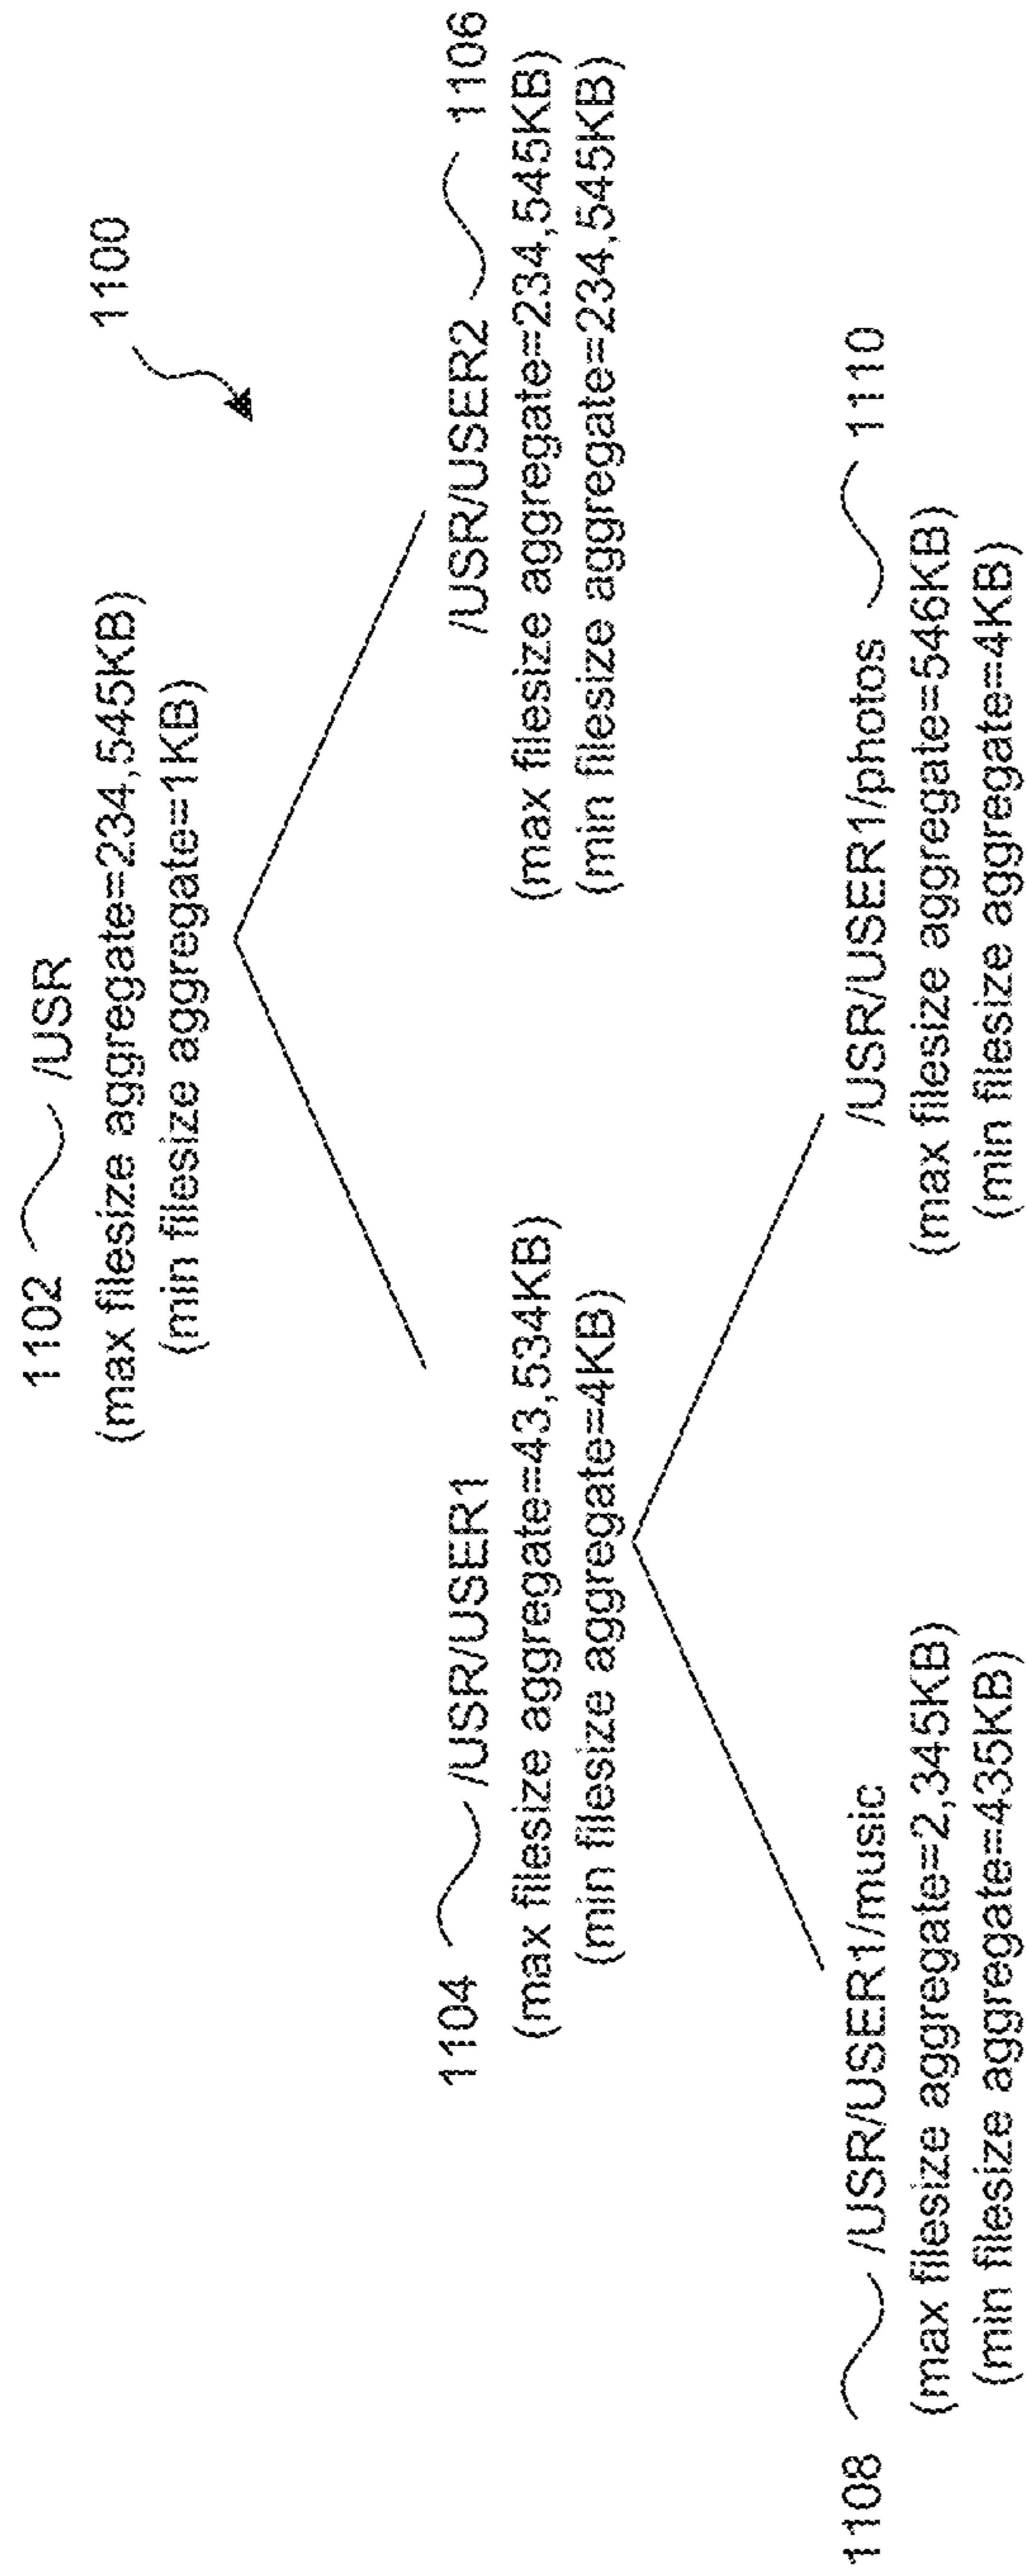 1100
1102 /USR
(max filesize aggregate=234,545KB)
(min filesize aggregate=1KB)
1104 /USR/USER1
(max filesize aggregate=43,534KB)
(min filesize aggregate=4KB)
/USR/USER2 1106
(max filesize aggregate=234,545KB)
(min filesize aggregate=234,545KB)
1108 /USR/USER1/music
(max filesize aggregate=2,345KB)
(min filesize aggregate=435KB)
/USR/USER1/photos 1110
(max filesize aggregate=546KB)
(min filesize aggregate=4KB)